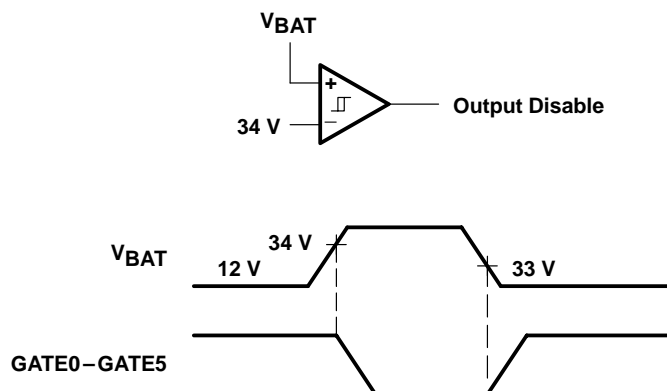 VBAT
+
34 V
−
Output Disable
34 V
VBAT
12 V
33 V
GATE0−GATE5